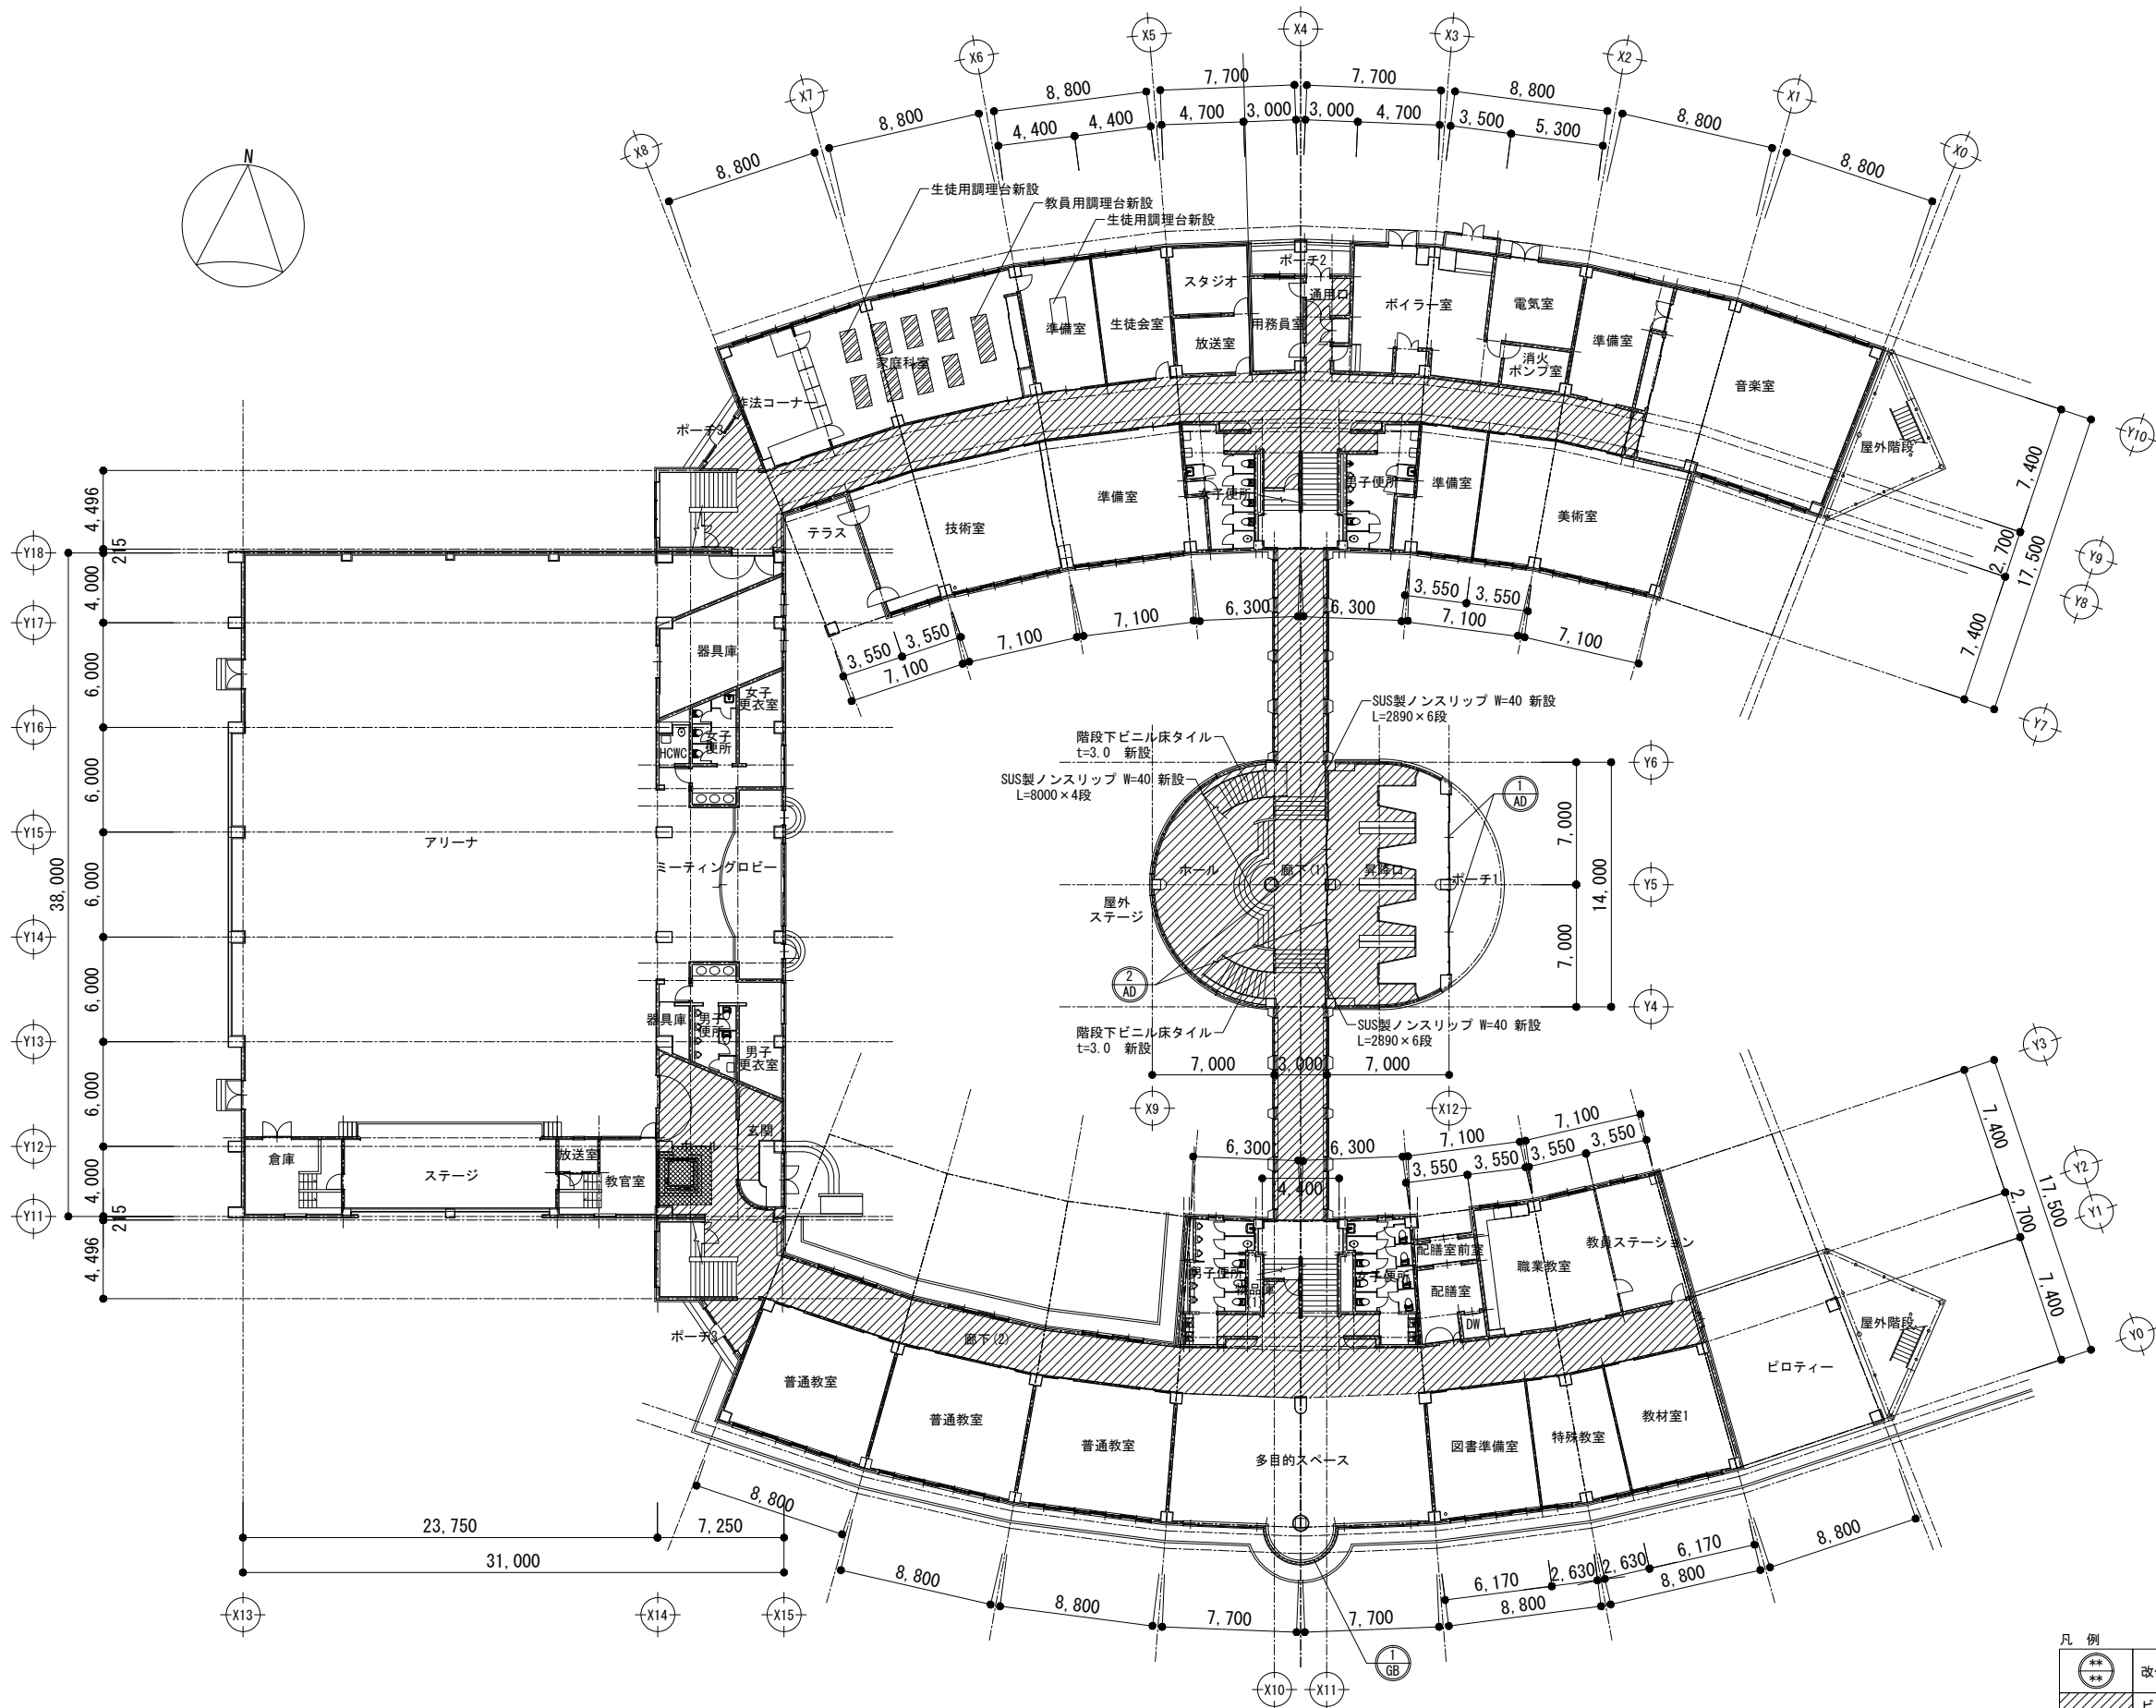 X4
X5
X3
X6
X2
X7
X1
X8
X0
7,700
7,700
8,800
8,800
8,800
8,800
8,800
8,800
4,700
3,000
3,000
4,700
4,400
4,400
3,500
5,300
N
生徒用調理台新設
教員用調理台新設
生徒用調理台新設
ポーチ2
スタジオ
通用口
ボイラー室
電気室
準備室
生徒会室
放送室
用務員室
消火
ポンプ室
準備室
音楽室
家庭科室
作法コーナー
ポーチ3
屋外階段
Y10
7,400
17,500
2,700
Y9
Y8
7,400
Y7
テラス
技術室
準備室
女子便所
男子便所
準備室
美術室
4,496
215
Y18
4,000
Y17
6,000
Y16
6,000
Y15
6,000
38,000
Y14
6,000
Y13
6,000
Y12
4,000
Y11
215
4,496
3,550
3,550
7,100
7,100
7,100
6,300
6,300
3,550
3,550
7,100
7,100
器具庫
女子
更衣室
女子
便所
HCWC
アリーナ
ミーティングロビー
器具庫
男子
便所
男子
更衣室
玄関
倉庫
ステージ
放送室
教官室
SUS製ノンスリップ W=40 新設
L=2890×6段
階段下ビニル床タイル
t=3.0 新設
SUS製ノンスリップ W=40 新設
L=8000×4段
1
AD
Y6
7,000
14,000
Y5
7,000
Y4
ホール
廊下(1)
昇降口
ポーチ1
屋外
ステージ
2
AD
階段下ビニル床タイル
t=3.0 新設
SUS製ノンスリップ W=40 新設
L=2890×6段
7,000
3,000
7,000
X9
X12
Y3
7,400
17,500
Y2
2,700
Y1
7,400
Y0
6,300
6,300
7,100
7,100
3,550
3,550
3,550
3,550
4,400
男子便所
備品庫
(1)
女子便所
配膳室前室
配膳室
DW
職業教室
教員ステーション
ポーチ3
廊下(2)
普通教室
普通教室
普通教室
多目的スペース
図書準備室
特殊教室
教材室1
ピロティー
屋外階段
23,750
7,250
31,000
X13
X14
X15
8,800
8,800
8,800
7,700
7,700
6,170
2,630
2,630
6,170
8,800
8,800
8,800
1
GB
X10
X11
凡 例
**
**